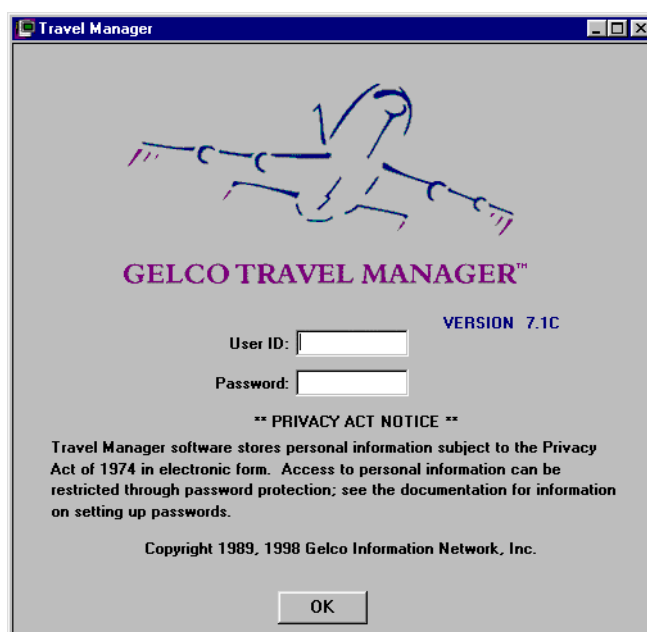 Travel Manager
GELCO TRAVEL MANAGER™
VERSION 7.1C
User ID:
Password:
** PRIVACY ACT NOTICE **
Travel Manager software stores personal information subject to the Privacy
Act of 1974 in electronic form. Access to personal information can be
restricted through password protection; see the documentation for information
on setting up passwords.
Copyright 1989, 1998 Gelco Information Network, Inc.
OK